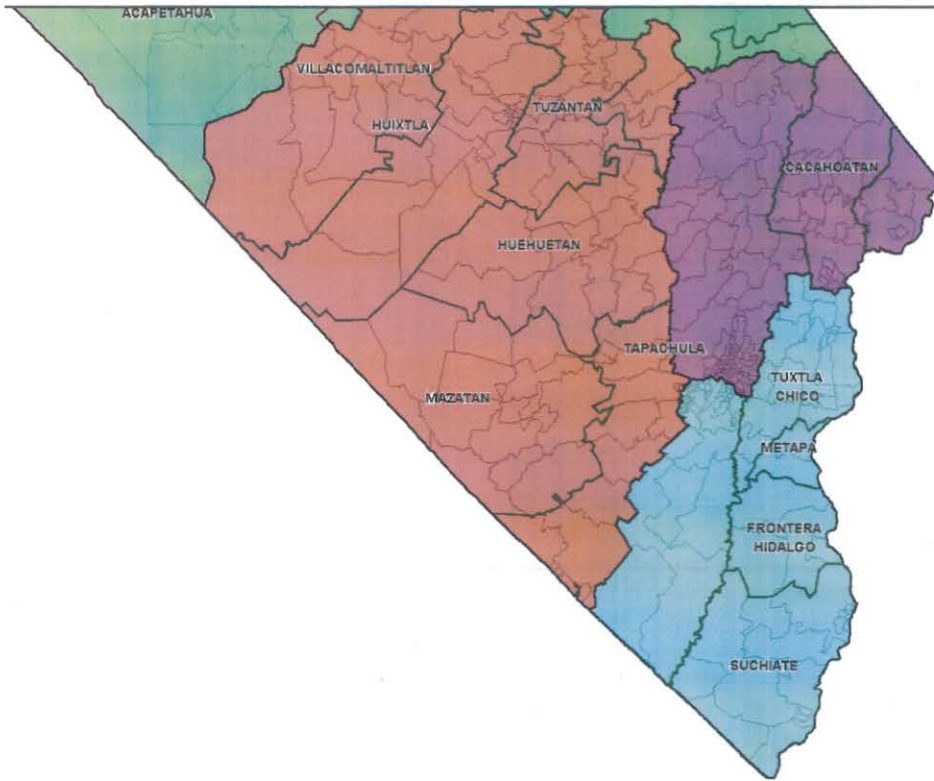 ACAPETAHUA
VILLACOMALTITLAN
TUZANTAN
HUIXTLA
CACAHOATAN
HUEHUETAN
TAPACHULA
TUXTLA
CHICO
MAZATAN
METAPA
FRONTERA
HIDALGO
SUCHIATE